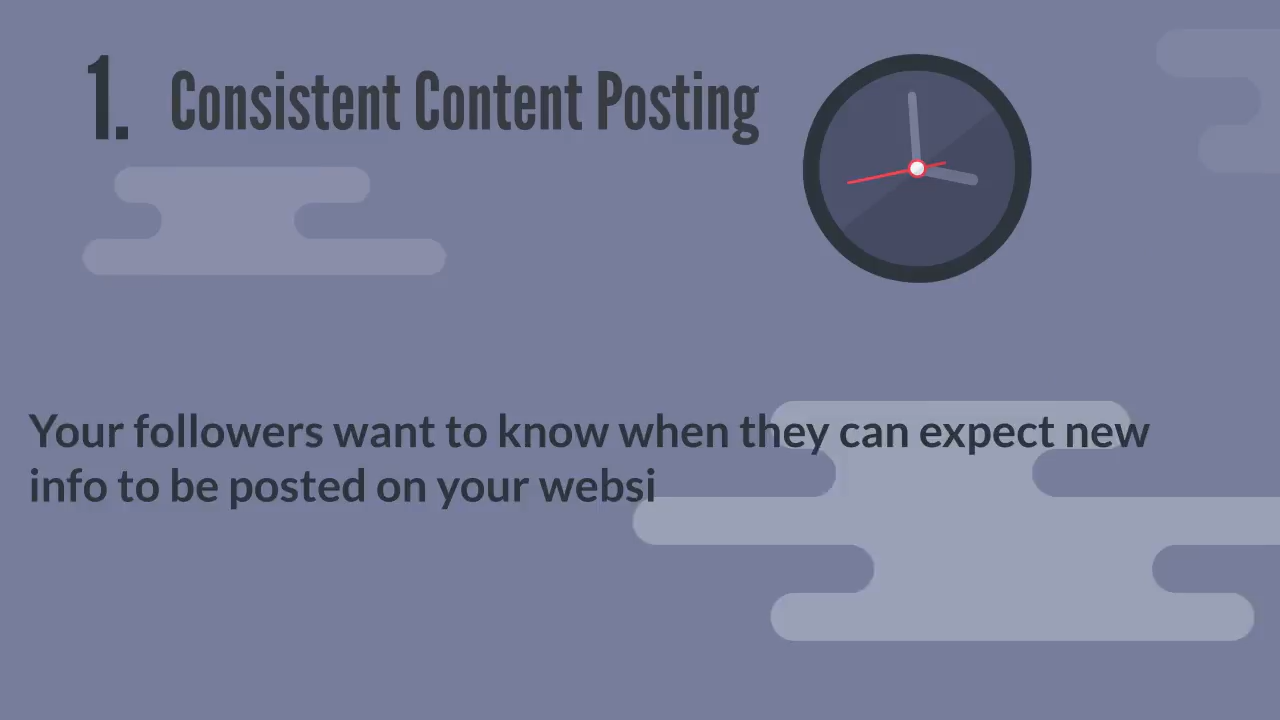 1. Consistent Content Posting
Your followers want to know when they can expect new
info to be posted on your websi